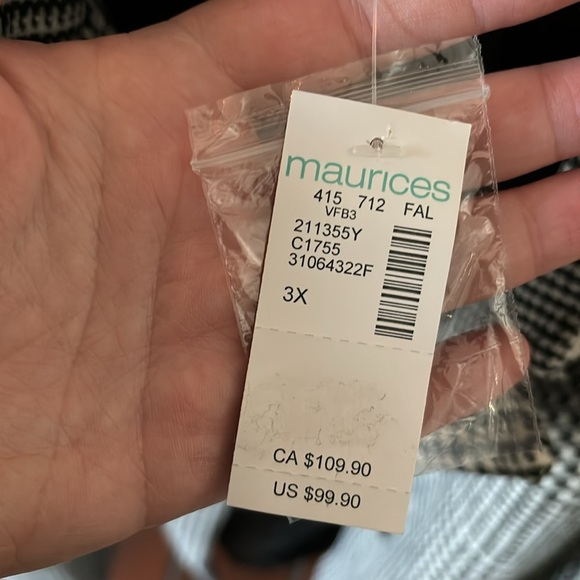 maurices
415 712 FAL
VFB3
211355Y
C1755
31064322F
3X
CA $109.90
US $99.90